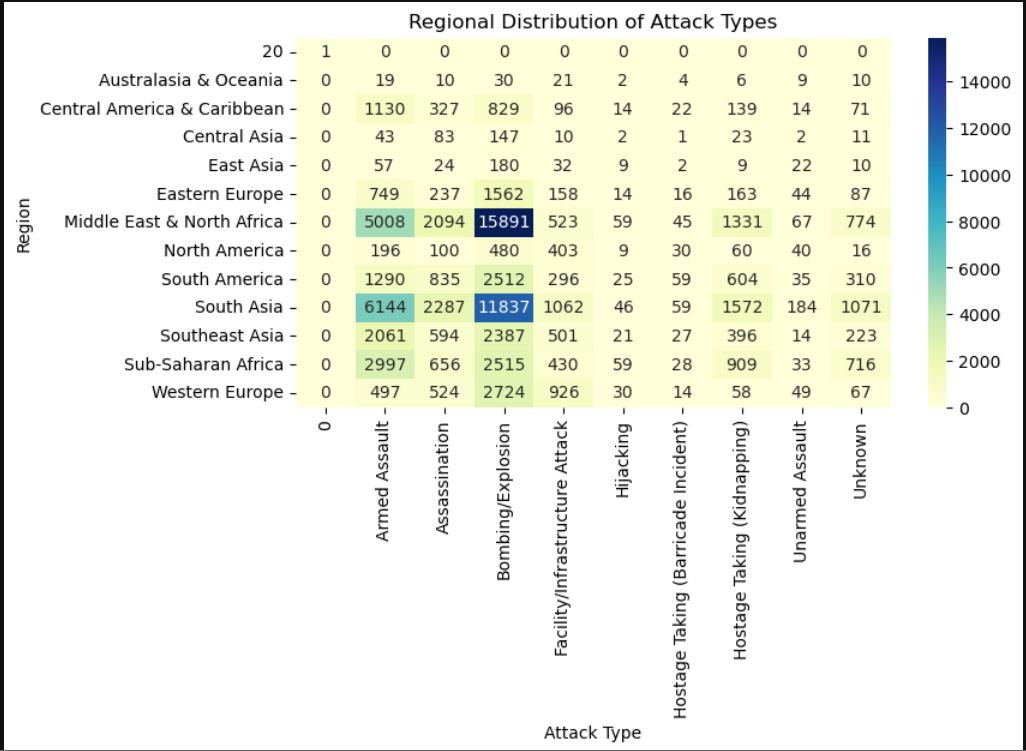 Regional Distribution of Attack Types
20 1 0 0 0 0 0 0 0 0 0
Australasia & Oceania 0 19 10 30 21 2 4 6 9 10
Central America & Caribbean 0 1130 327 829 96 14 22 139 14 71
Central Asia 0 43 83 147 10 2 1 23 2 11
East Asia 0 57 24 180 32 9 2 9 22 10
Eastern Europe 0 749 237 1562 158 14 16 163 44 87
Middle East & North Africa 0 5008 2094 15891 523 59 45 1331 67 774
North America 0 196 100 480 403 9 30 60 40 16
South America 0 1290 835 2512 296 25 59 604 35 310
South Asia 0 6144 2287 11837 1062 46 59 1572 184 1071
Southeast Asia 0 2061 594 2387 501 21 27 396 14 223
Sub-Saharan Africa 0 2997 656 2515 430 59 28 909 33 716
Western Europe 0 497 524 2724 926 30 14 58 49 67
Region
0
Armed Assault
Assassination
Bombing/Explosion
Facility/Infrastructure Attack
Hijacking
Hostage Taking (Barricade Incident)
Hostage Taking (Kidnapping)
Unarmed Assault
Unknown
Attack Type
14000
12000
10000
8000
6000
4000
2000
0